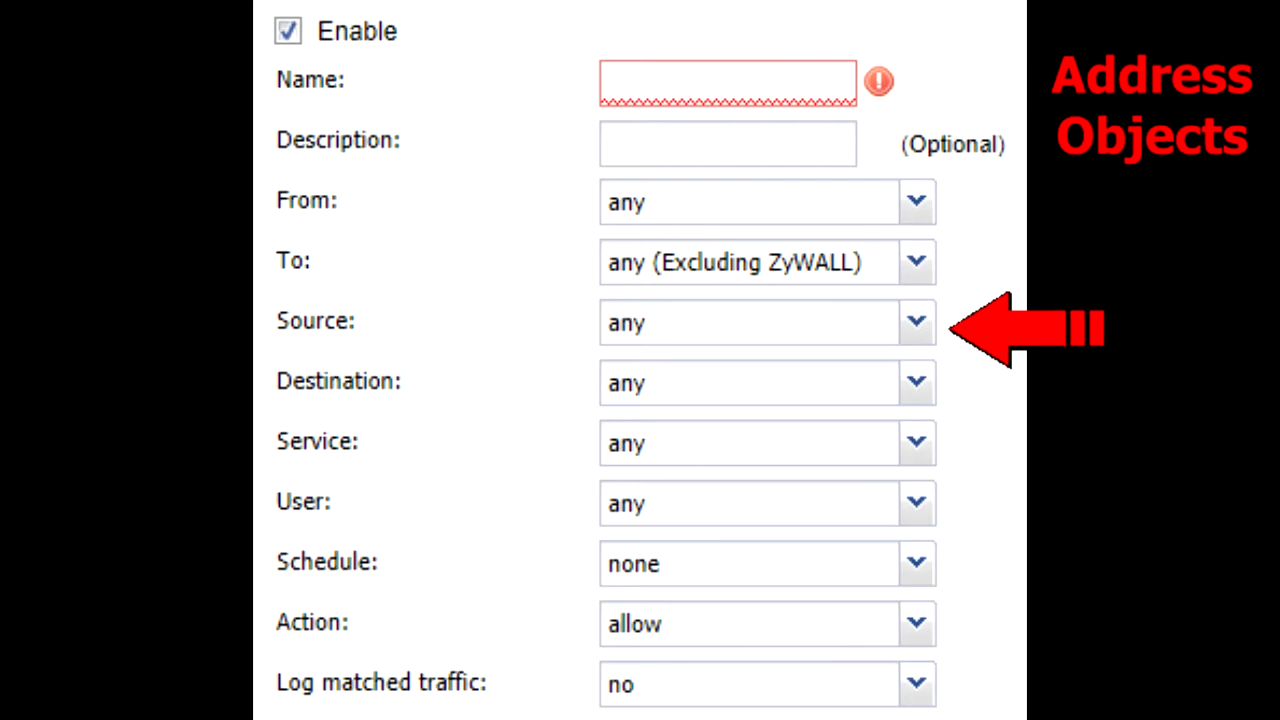 Enable
Name:
Description:
(Optional)
From:
any
To:
any (Excluding ZyWALL)
Source:
any
Destination:
any
Service:
any
User:
any
Schedule:
none
Action:
allow
Log matched traffic:
no
Address
Objects